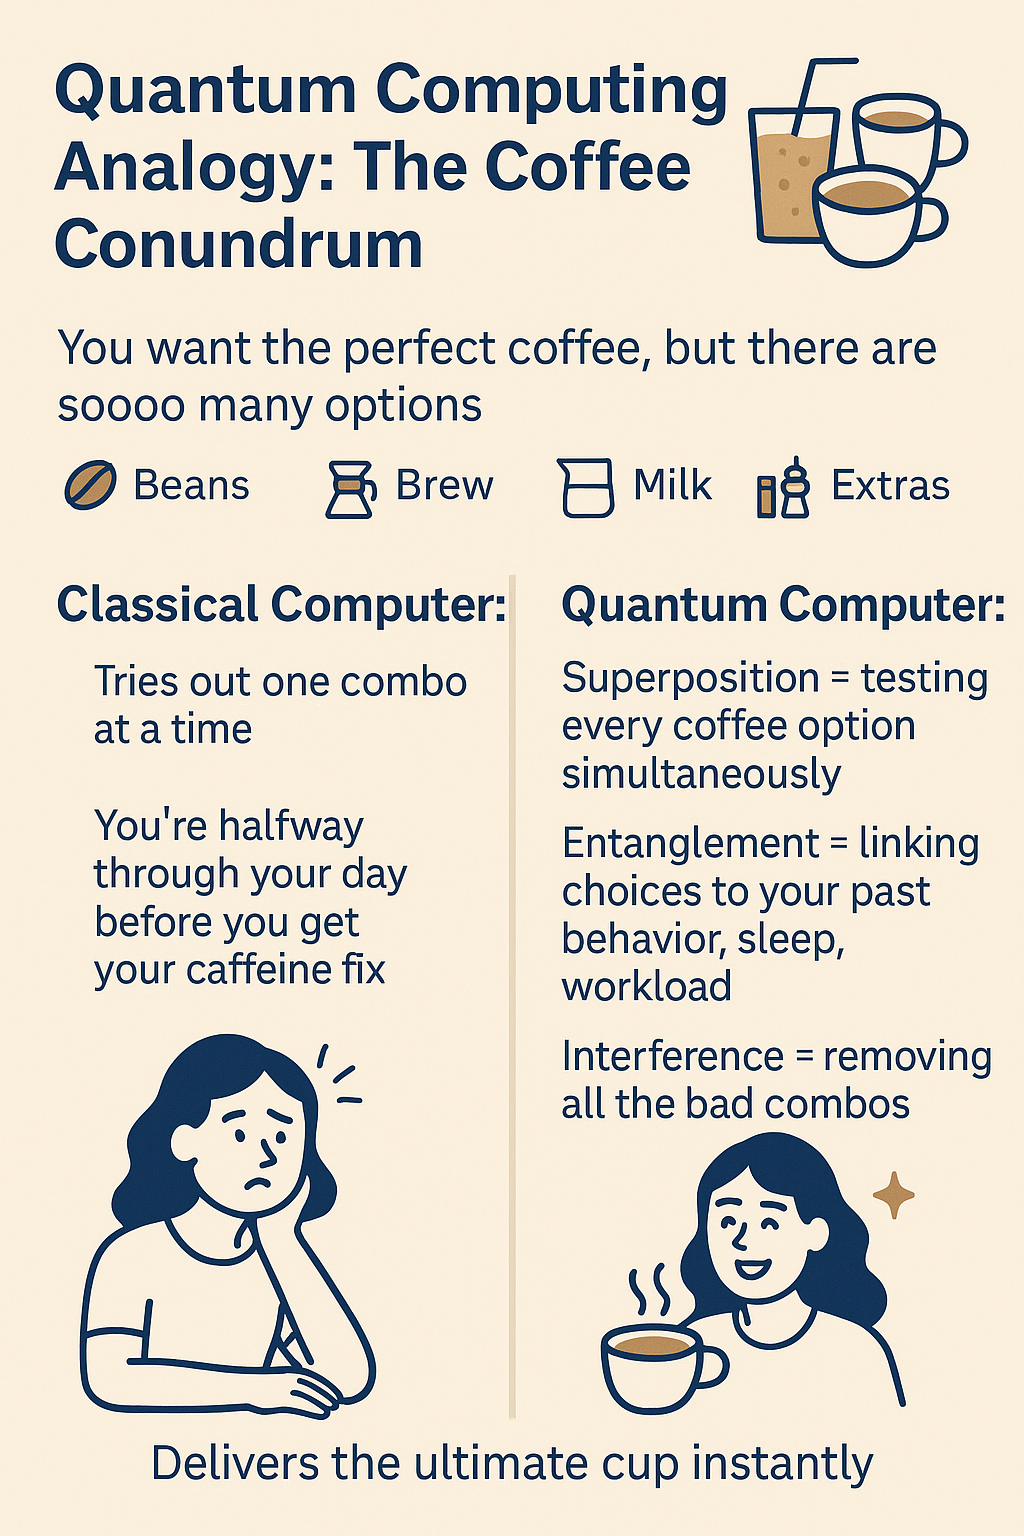 Quantum Computing
Analogy: The Coffee
Conundrum
You want the perfect coffee, but there are
soooo many options
Beans
Brew
Milk
Extras
Classical Computer:
Tries out one combo
at a time
You're halfway
through your day
before you get
your caffeine fix
Quantum Computer:
Superposition = testing
every coffee option
simultaneously
Entanglement = linking
choices to your past
behavior, sleep,
workload
Interference = removing
all the bad combos
Delivers the ultimate cup instantly